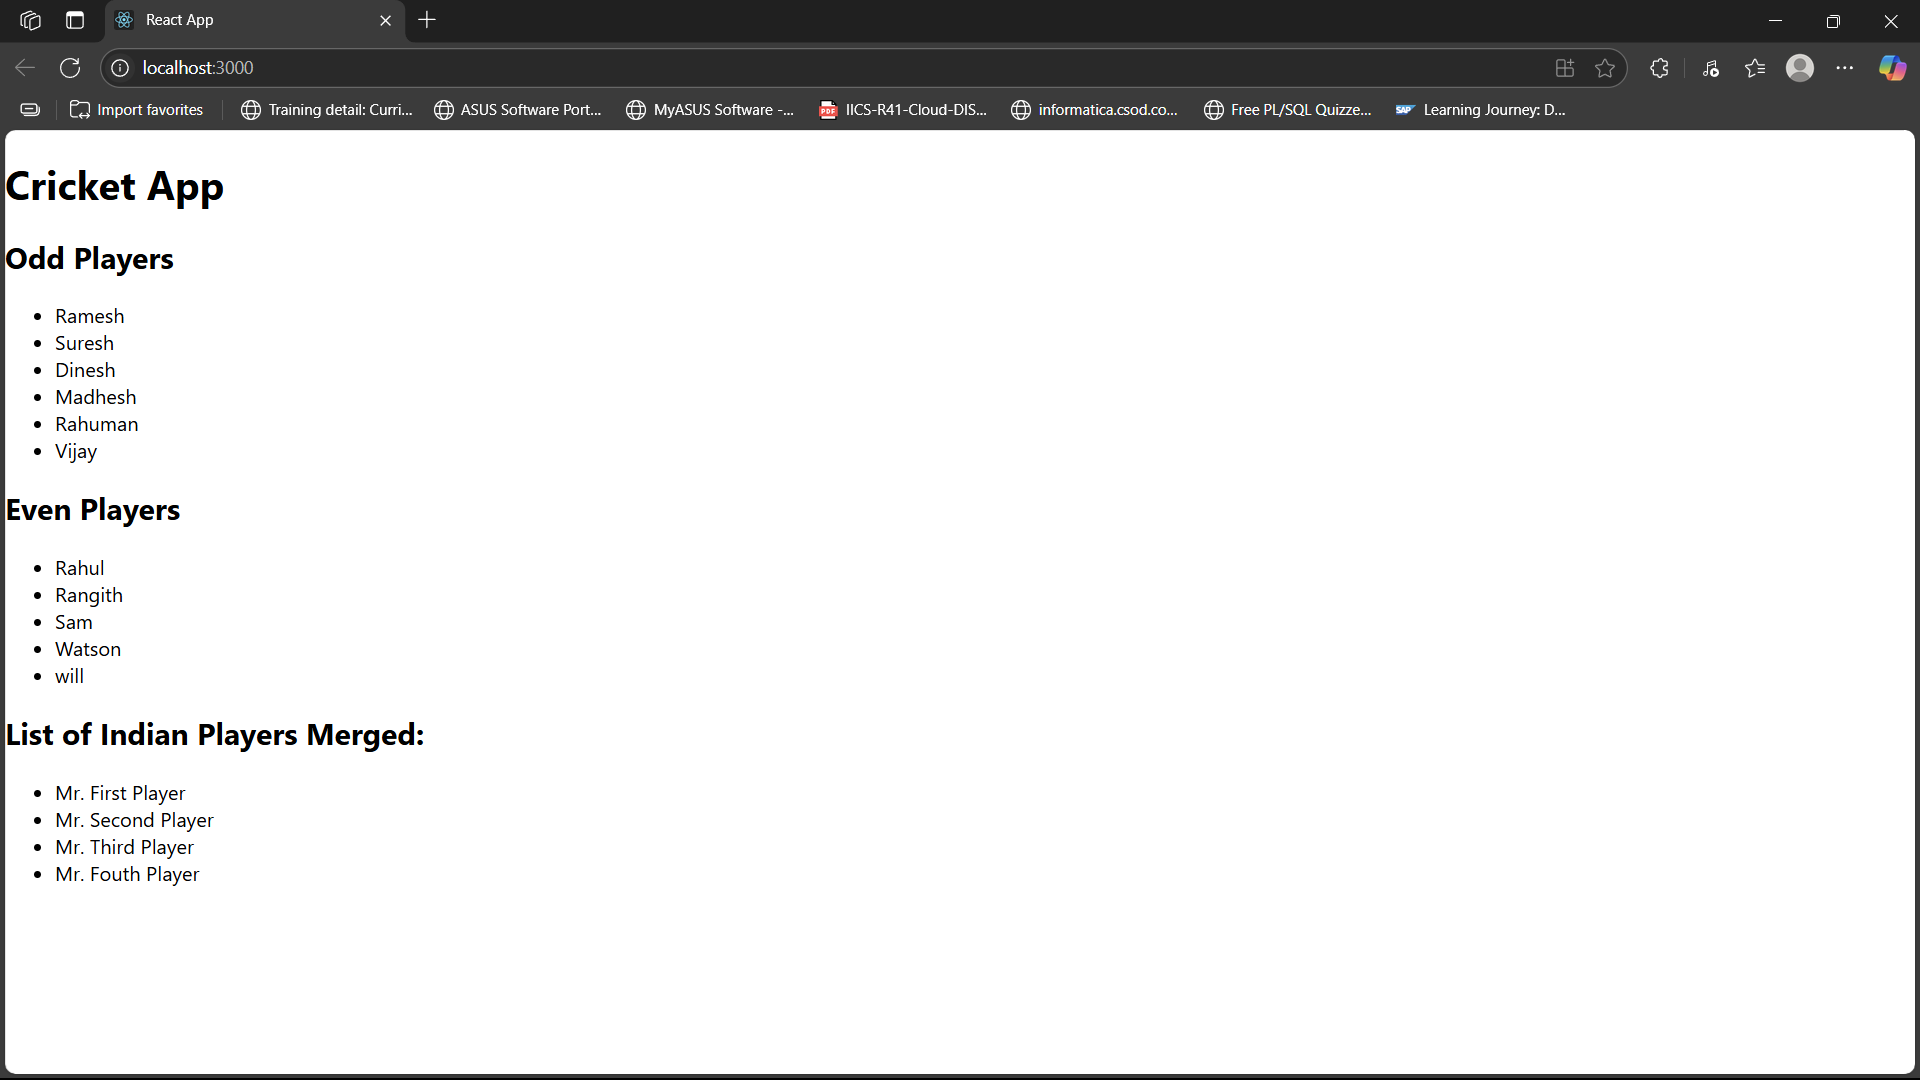 React App
localhost:3000
Import favorites
Training detail: Curri...
ASUS Software Port...
MyASUS Software -...
PDF
IICS-R41-Cloud-DIS...
informatica.csod.co...
Free PL/SQL Quizze...
SAP
Learning Journey: D...
Cricket App
Odd Players
Ramesh
Suresh
Dinesh
Madhesh
Rahuman
Vijay
Even Players
Rahul
Rangith
Sam
Watson
will
List of Indian Players Merged:
Mr. First Player
Mr. Second Player
Mr. Third Player
Mr. Fouth Player